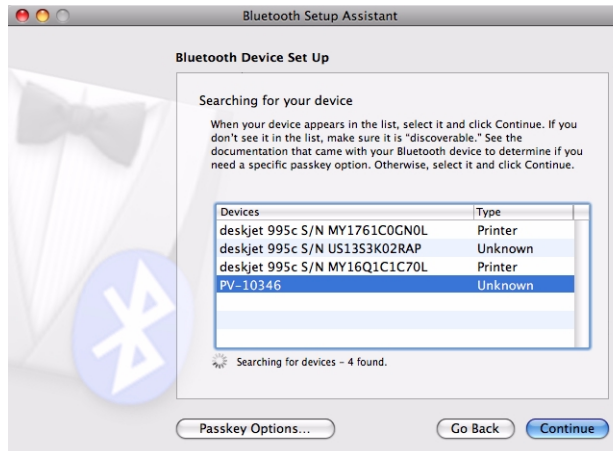 Bluetooth Setup Assistant
Bluetooth Device Set Up
Searching for your device
When your device appears in the list, select it and click Continue. If you
don't see it in the list, make sure it is "discoverable." See the
documentation that came with your Bluetooth device to determine if you
need a specific passkey option. Otherwise, select it and click Continue.
Devices Type
deskjet 995c S/N MY1761C0GN0L Printer
deskjet 995c S/N US13S3K02RAP Unknown
deskjet 995c S/N MY16Q1C1C70L Printer
PV-10346 Unknown
Searching for devices – 4 found.
Passkey Options... Go Back Continue